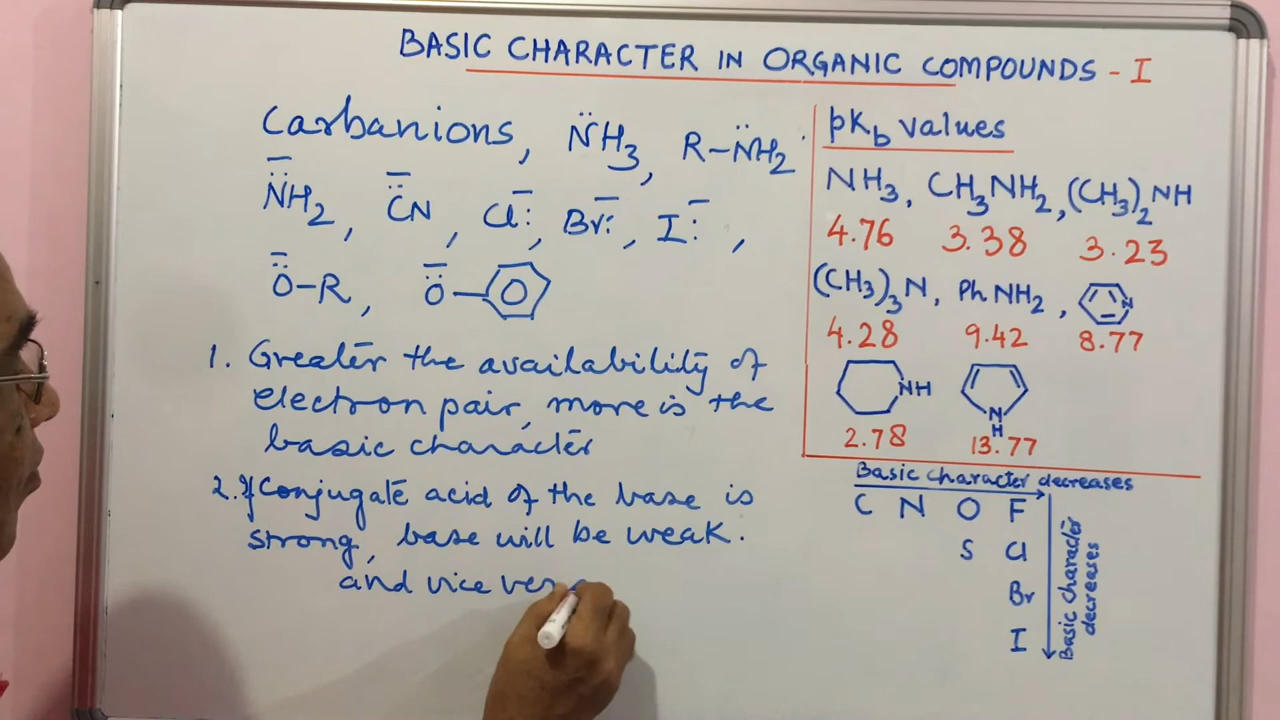 BASIC CHARACTER IN ORGANIC COMPOUNDS - I
Carbanions, N̈H3, R-N̈H2
N̈̄H2, C̈̄N, Cl:⁻, Br:⁻, I:⁻,
Ȫ-R, Ȫ-
1. Greater the availability of
electron pair, more is the
basic character
2. If Conjugate acid of the base is
strong, base will be weak.
and vice vers
pKb values
NH3, CH3NH2, (CH3)2NH
4.76 3.38 3.23
(CH3)3N, PhNH2, N
4.28 9.42 8.77
NH N
H
2.78 13.77
Basic character decreases
C N O F
S Cl
Br
I
Basic character
decreases